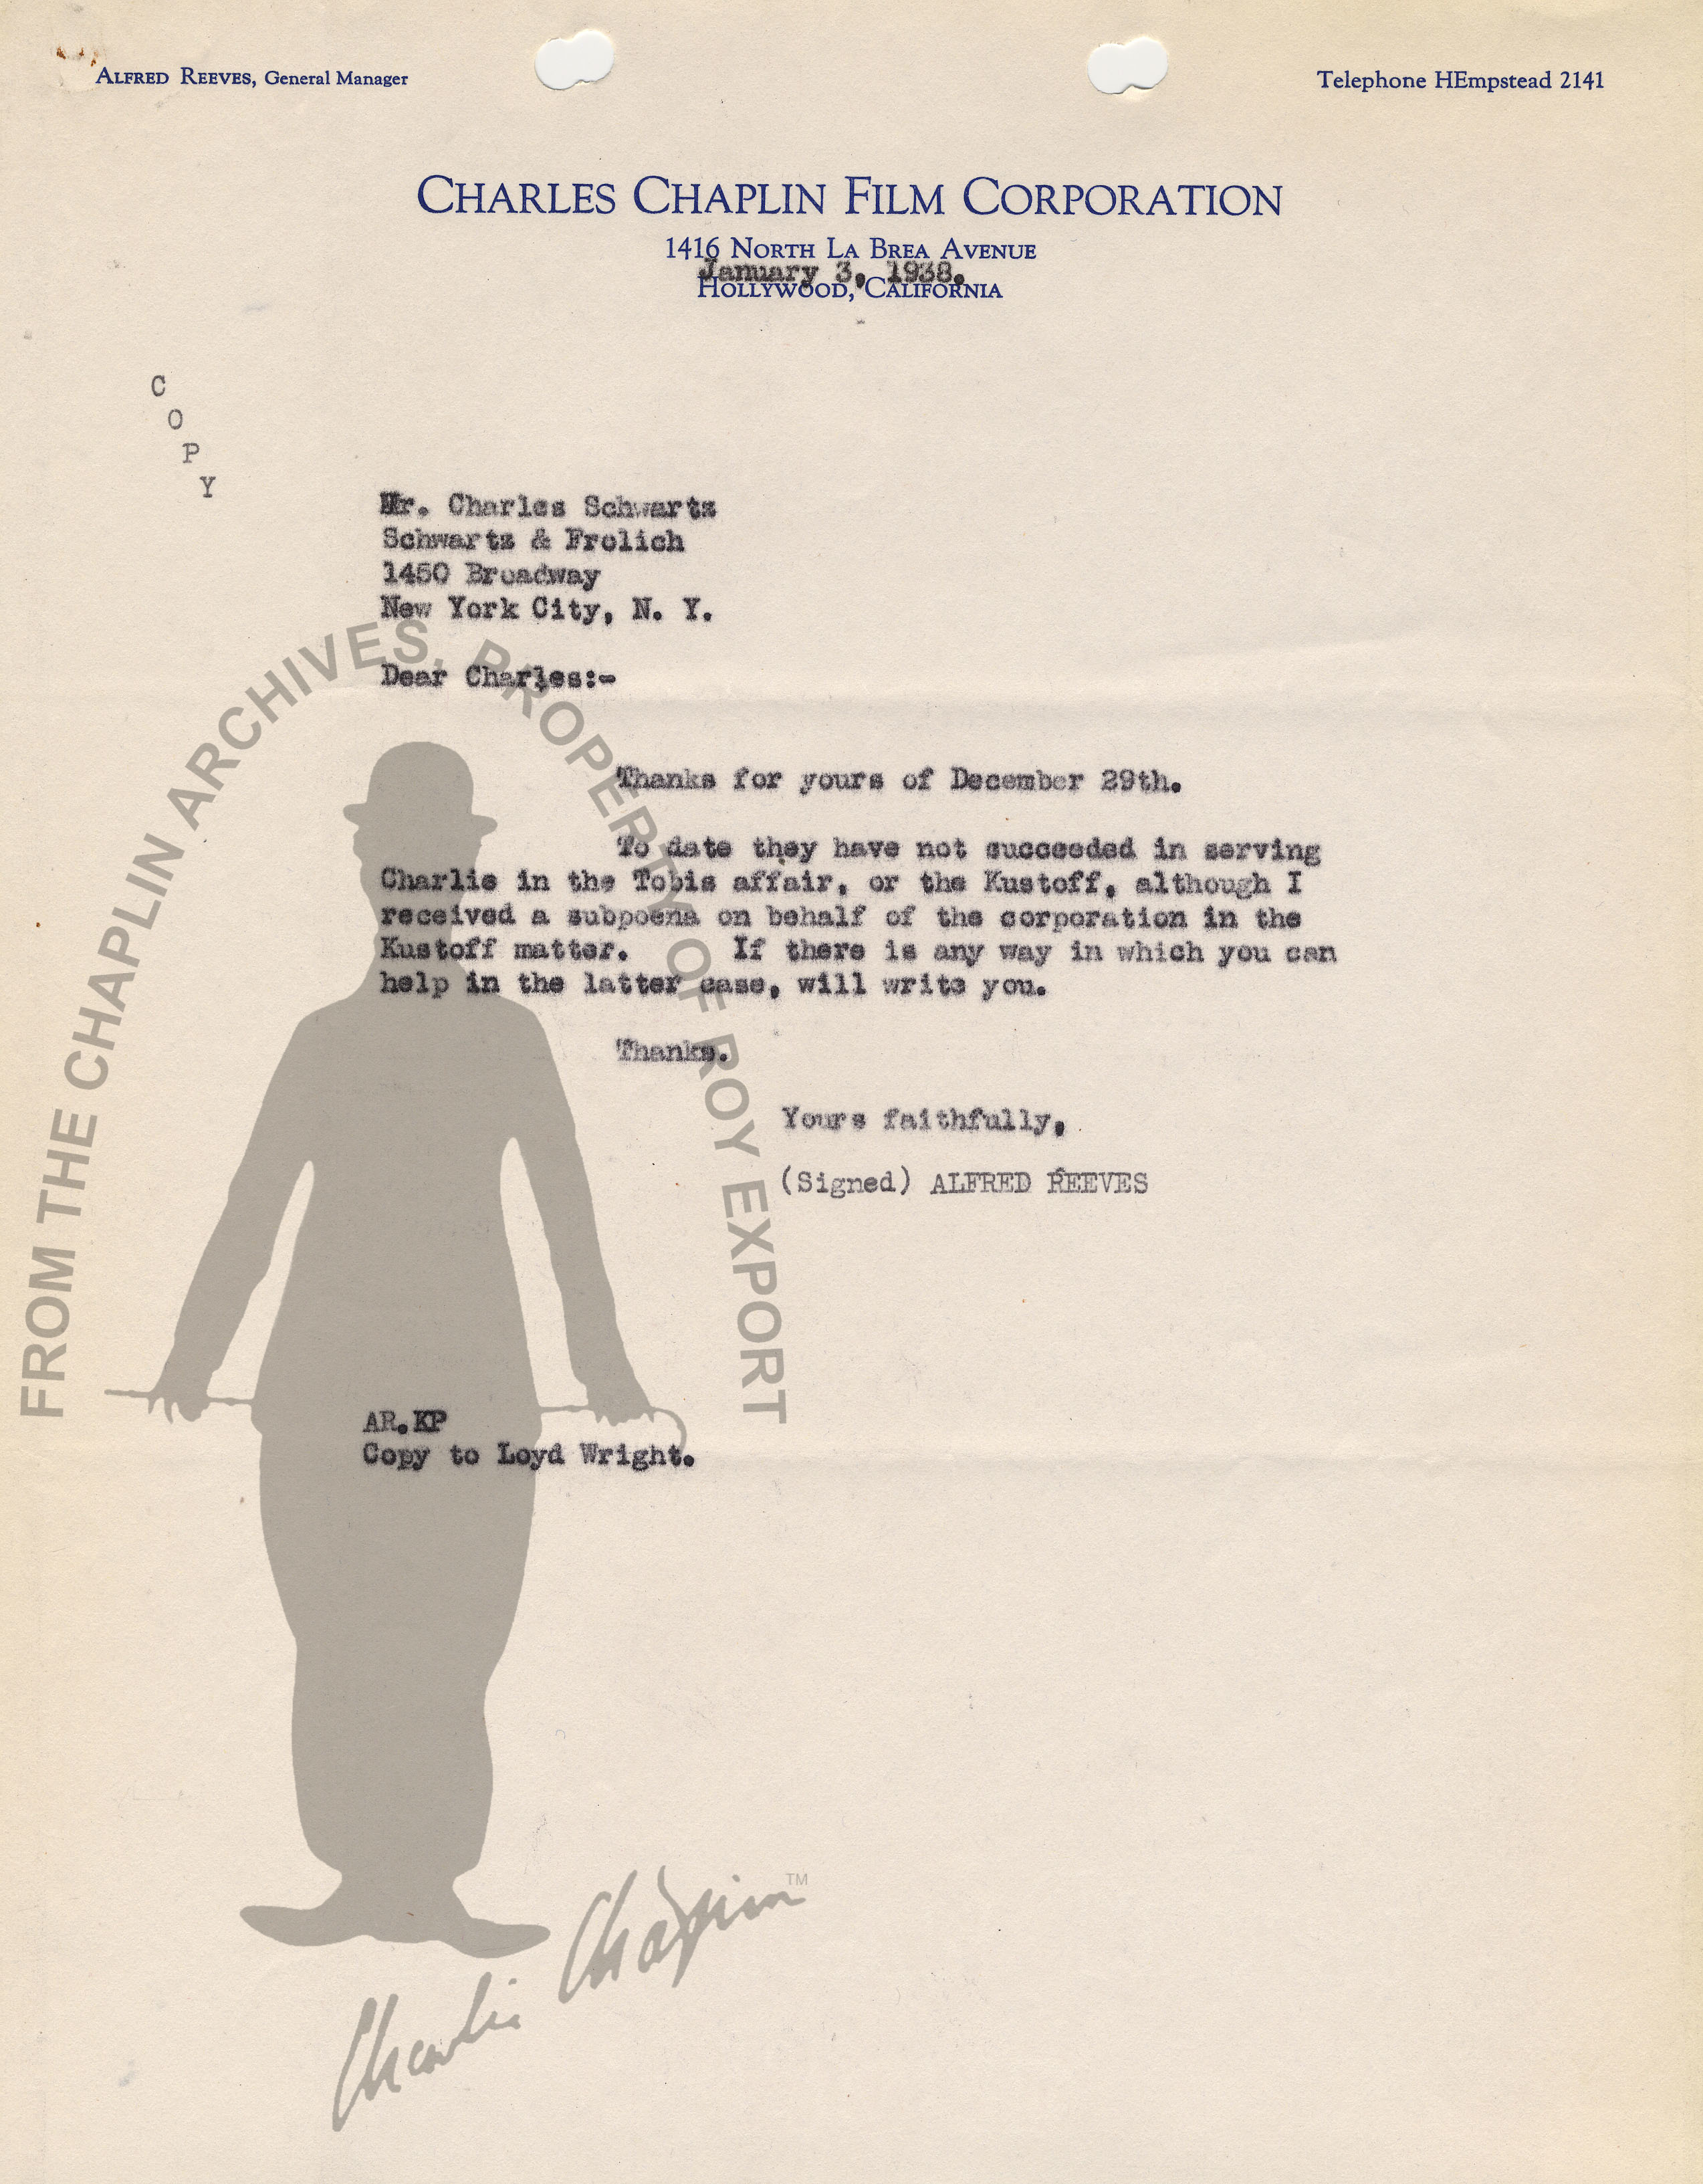 ALFRED REEVES, General Manager
Telephone HEmpstead 2141
CHARLES CHAPLIN FILM CORPORATION
1416 NORTH LA BREA AVENUE
January 3, 1938.
HOLLYWOOD, CALIFORNIA
C
O
P
Y
Mr. Charles Schwartz
Schwartz & Frolich
1450 Broadway
New York City, N. Y.
Dear Charles:-
Thanks for yours of December 29th.
To date they have not succeeded in serving
Charlie in the Tobis affair, or the Kustoff, although I
received a subpoena on behalf of the corporation in the
Kustoff matter. If there is any way in which you can
help in the latter case, will write you.
Thanks.
Yours faithfully,
(Signed) ALFRED REEVES
AR.KP
Copy to Loyd Wright.
FROM THE CHAPLIN ARCHIVES, PROPERTY OF ROY EXPORT
Charlie Chaplin TM